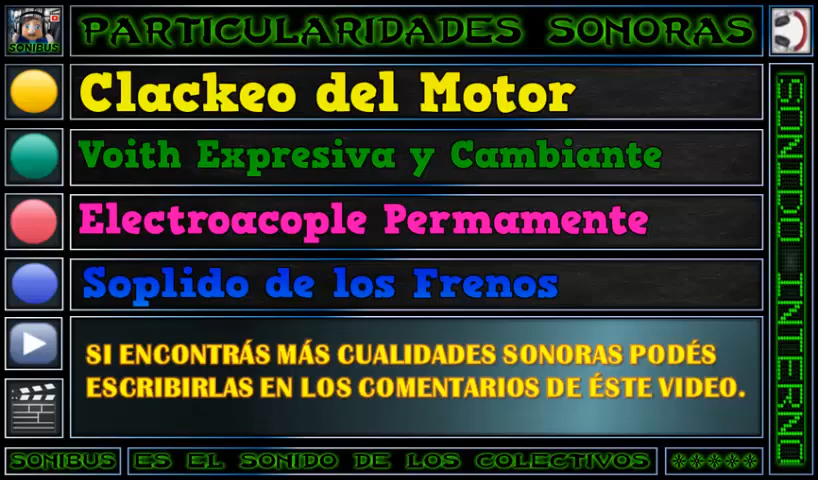 SONIBUS
PARTICULARIDADES SONORAS
Clackeo del Motor
Voith Expresiva y Cambiante
Electroacople Permamente
Soplido de los Frenos
SI ENCONTRÁS MÁS CUALIDADES SONORAS PODÉS
ESCRIBIRLAS EN LOS COMENTARIOS DE ÉSTE VIDEO.
SONIDO INTERNO
SONIBUS
ES EL SONIDO DE LOS COLECTIVOS
*****